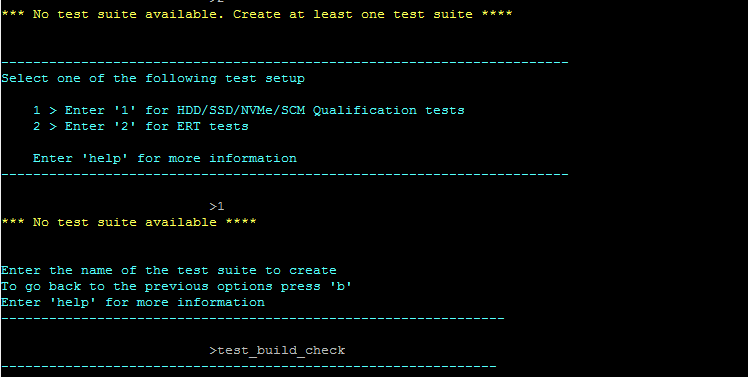 *** No test suite available. Create at least one test suite ****
-----------------------------------------------------------------------
Select one of the following test setup
1 > Enter '1' for HDD/SSD/NVMe/SCM Qualification tests
2 > Enter '2' for ERT tests
Enter 'help' for more information
-----------------------------------------------------------------------
>1
*** No test suite available ****
Enter the name of the test suite to create
To go back to the previous options press 'b'
Enter 'help' for more information
---------------------------------------------------------------
>test_build_check
--------------------------------------------------------------